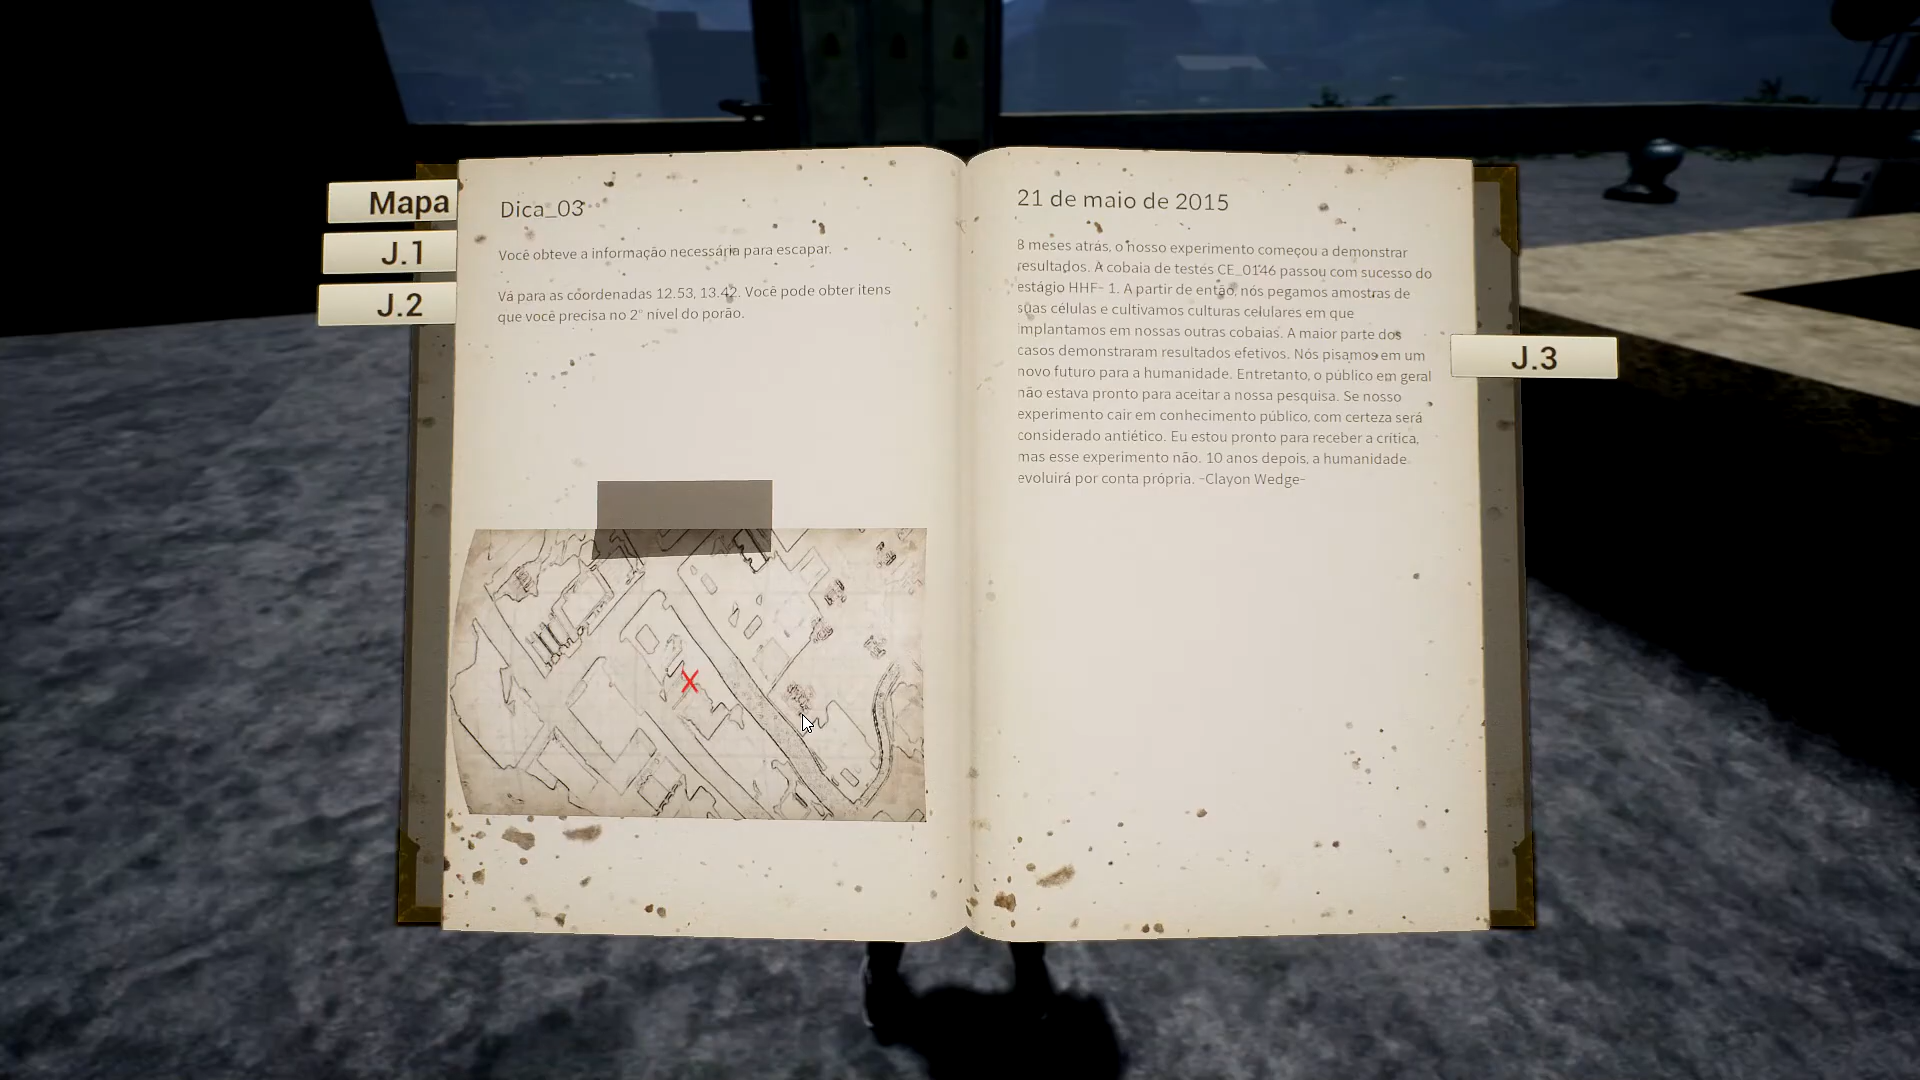 Mapa
J.1
J.2
Dica_03
Você obteve a informação necessária para escapar.
Vá para as coordenadas 12.53, 13.42. Você pode obter itens
que você precisa no 2° nível do porão.
21 de maio de 2015
8 meses atrás, o nosso experimento começou a demonstrar
resultados. A cobaia de testes CE_0146 passou com sucesso do
estágio HHF- 1. A partir de então, nós pegamos amostras de
suas células e cultivamos culturas celulares em que
implantamos em nossas outras cobaias. A maior parte dos
casos demonstraram resultados efetivos. Nós pisamos em um
novo futuro para a humanidade. Entretanto, o público em geral
não estava pronto para aceitar a nossa pesquisa. Se nosso
experimento cair em conhecimento público, com certeza será
considerado antiético. Eu estou pronto para receber a crítica,
mas esse experimento não. 10 anos depois, a humanidade
evoluirá por conta própria. -Clayon Wedge-
J.3